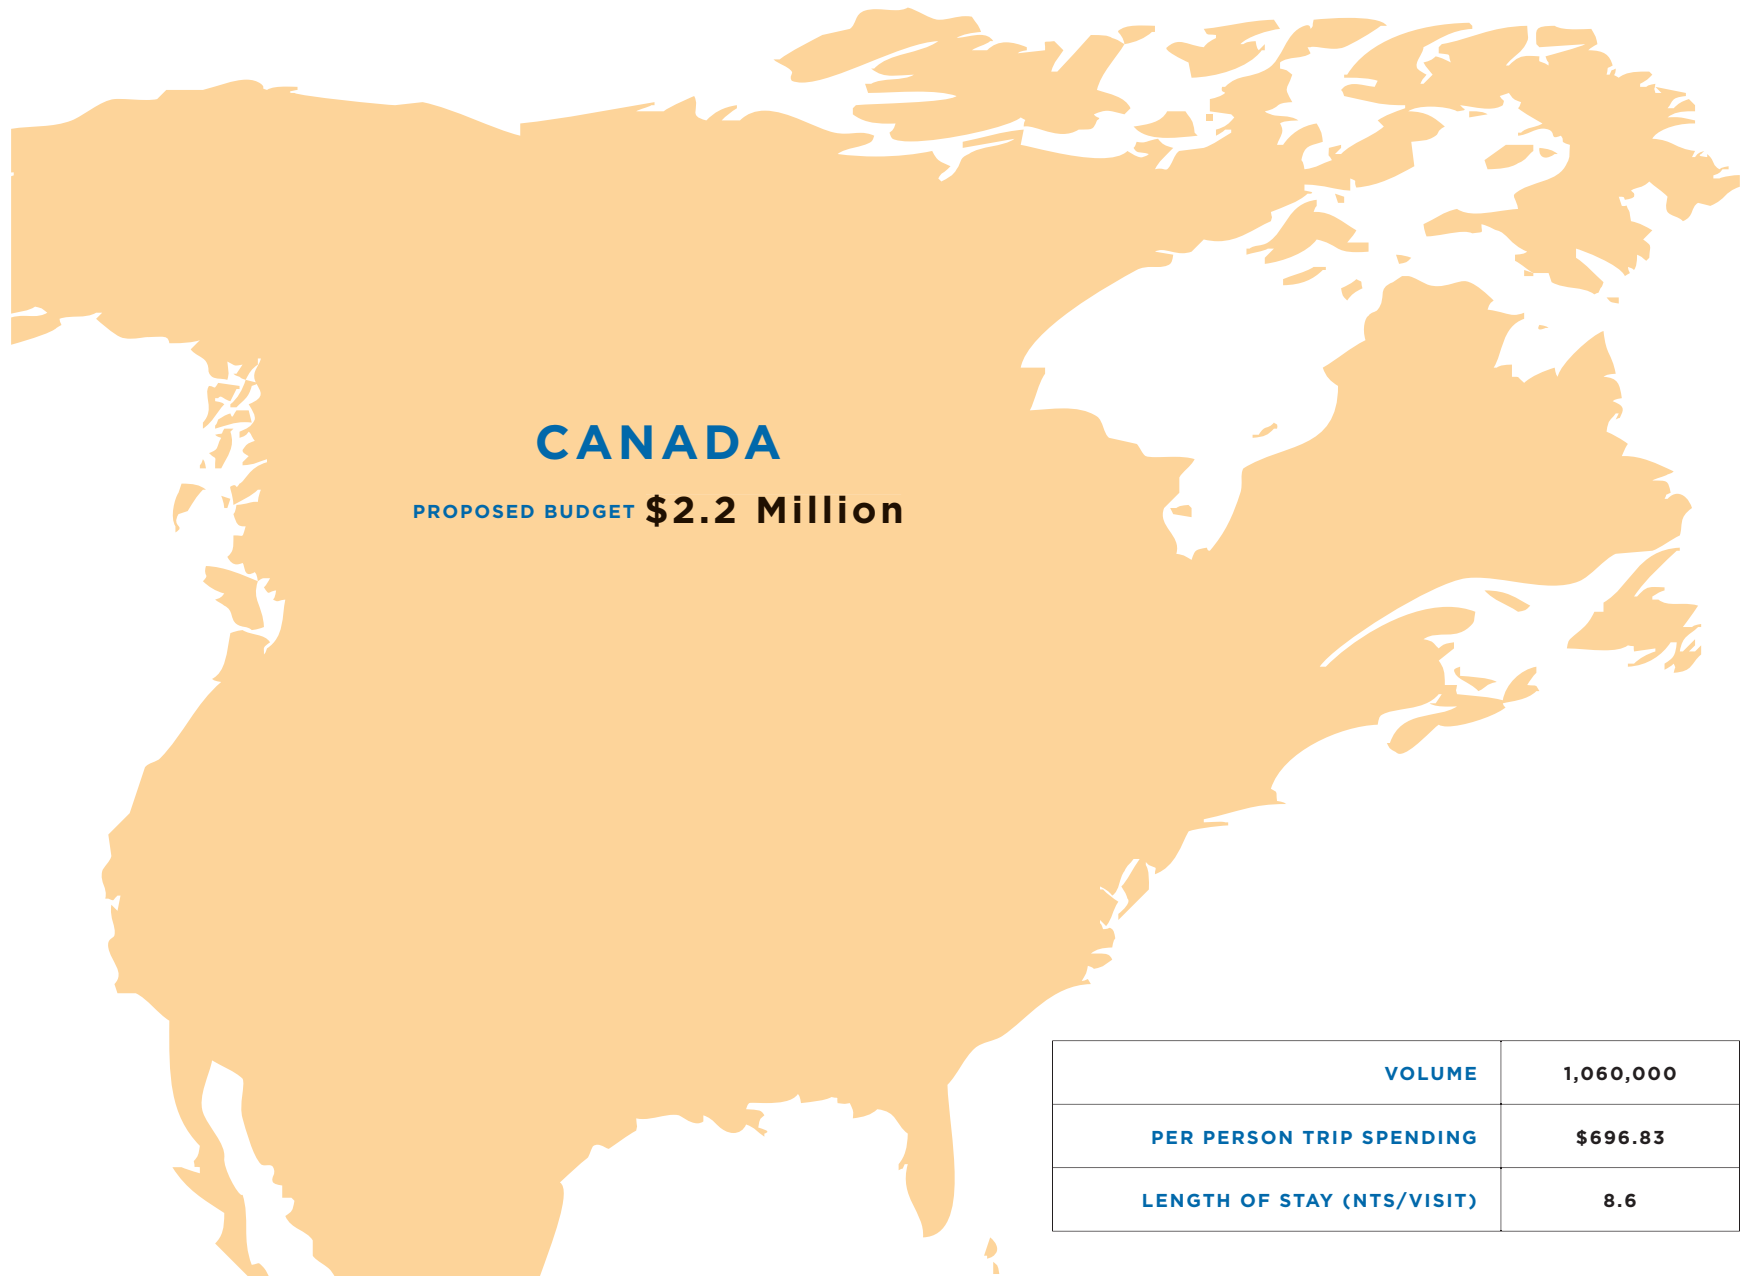 CANADA
PROPOSED BUDGET $2.2 Million
VOLUME 1,060,000
PER PERSON TRIP SPENDING $696.83
LENGTH OF STAY (NTS/VISIT) 8.6